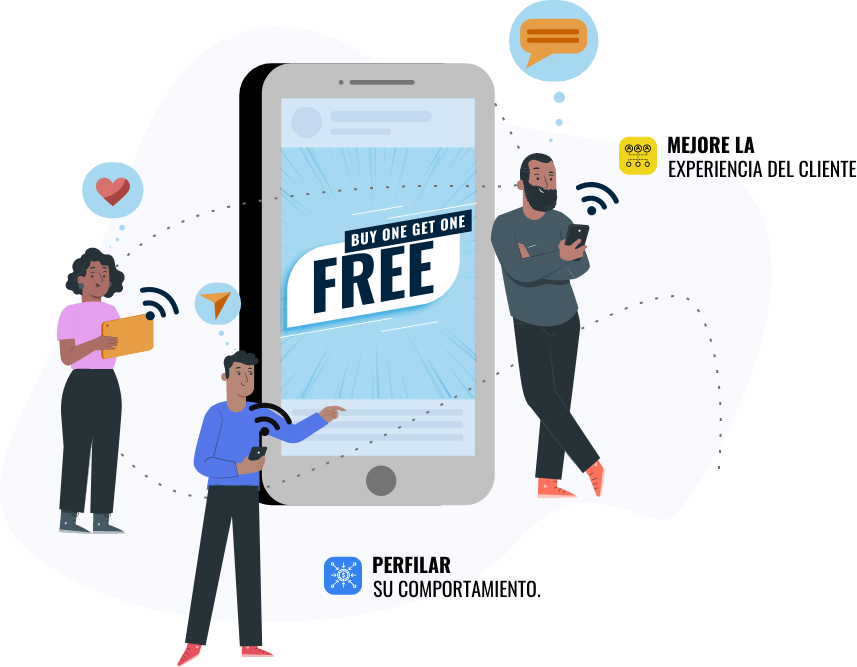 MEJORE LA
EXPERIENCIA DEL CLIENTE
BUY ONE GET ONE
FREE
PERFILAR
SU COMPORTAMIENTO.